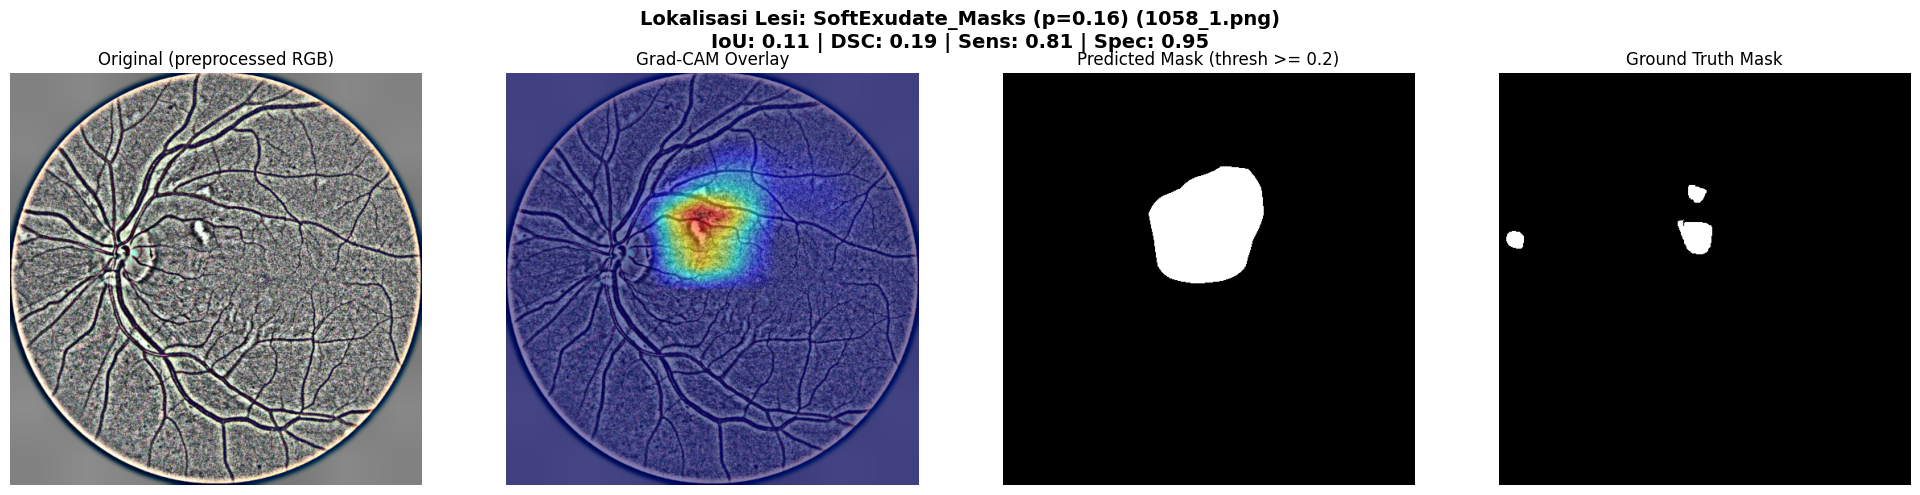 Lokalisasi Lesi: SoftExudate_Masks (p=0.16) (1058_1.png)
IoU: 0.11 | DSC: 0.19 | Sens: 0.81 | Spec: 0.95
Original (preprocessed RGB)
Grad-CAM Overlay
Predicted Mask (thresh >= 0.2)
Ground Truth Mask